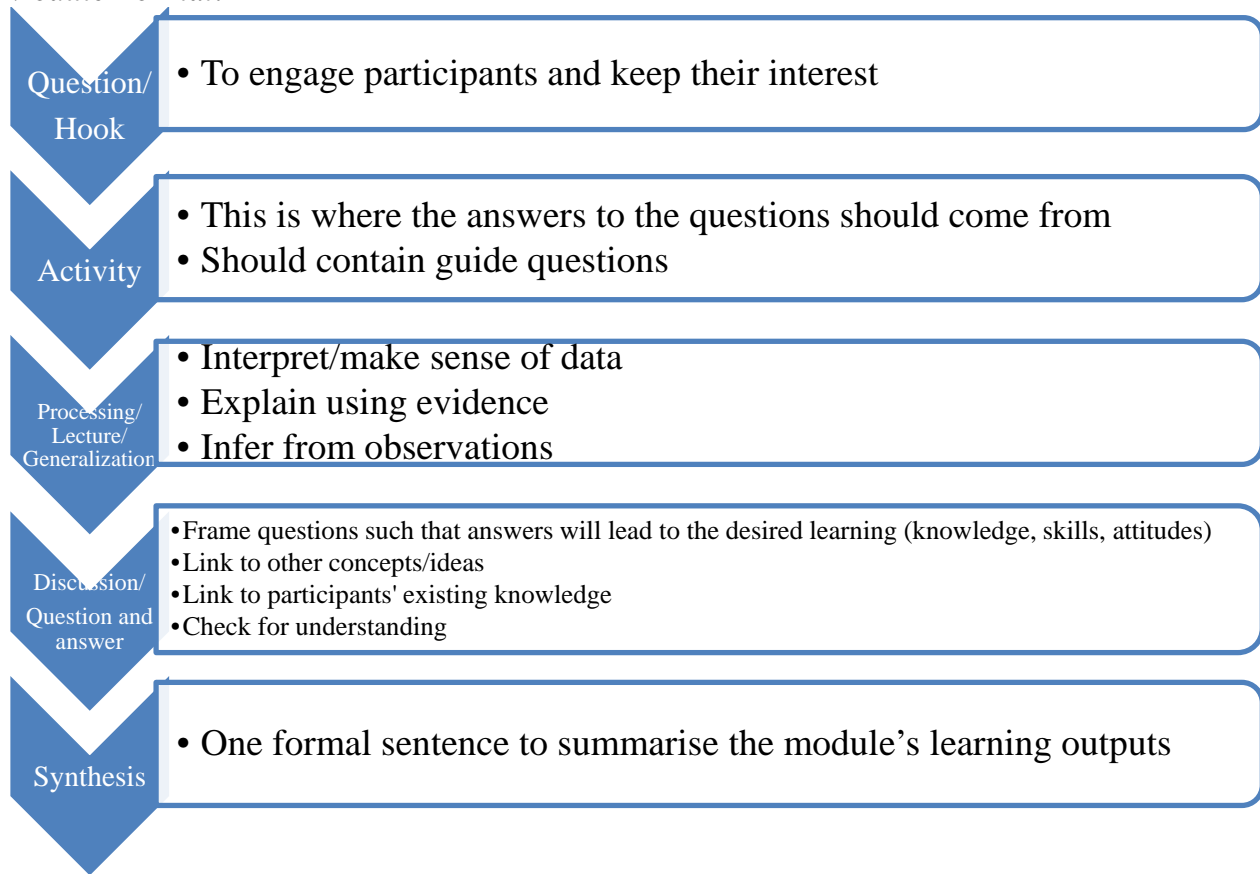 Question/
Hook
• To engage participants and keep their interest
Activity
• This is where the answers to the questions should come from
• Should contain guide questions
Processing/
Lecture/
Generalization
• Interpret/make sense of data
• Explain using evidence
• Infer from observations
Discussion/
Question and
answer
•Frame questions such that answers will lead to the desired learning (knowledge, skills, attitudes)
•Link to other concepts/ideas
•Link to participants' existing knowledge
•Check for understanding
Synthesis
• One formal sentence to summarise the module’s learning outputs